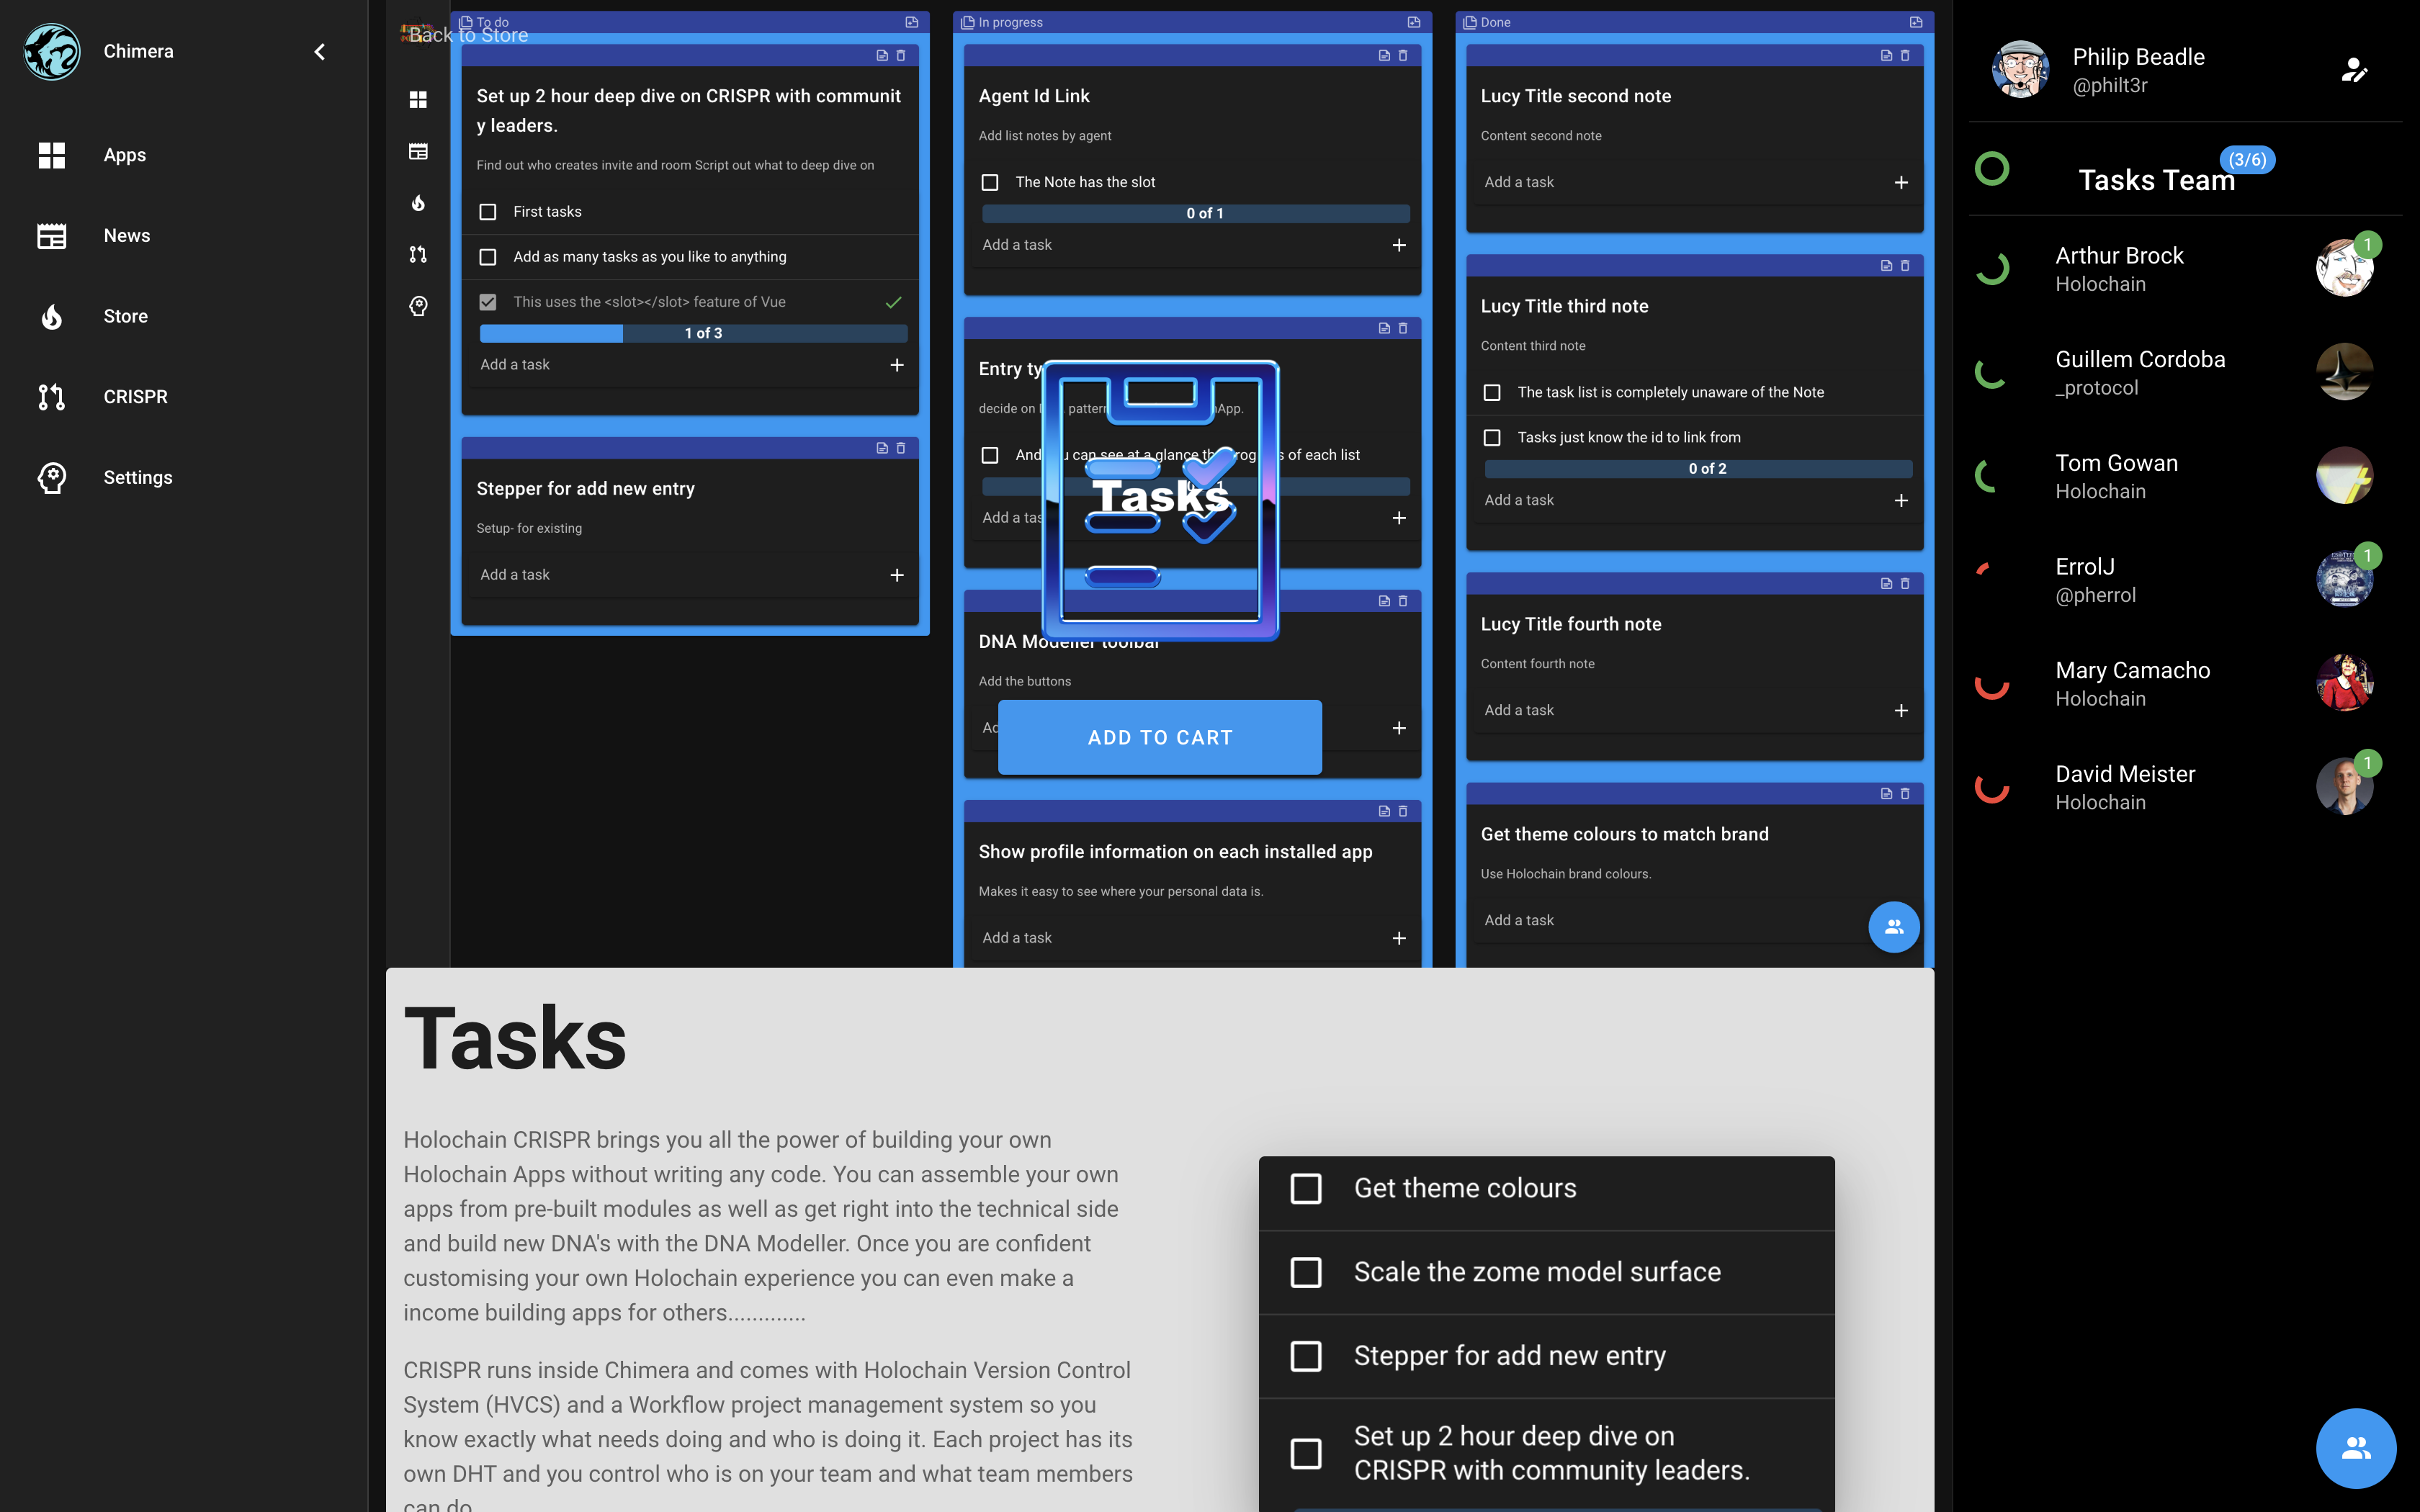 Chimera
Apps
News
Store
CRISPR
Settings
Back to Store
To do
Set up 2 hour deep dive on CRISPR with communit
y leaders.
Find out who creates invite and room Script out what to deep dive on
First tasks
Add as many tasks as you like to anything
This uses the <slot></slot> feature of Vue
1 of 3
Add a task
Stepper for add new entry
Setup- for existing
Add a task
In progress
Agent Id Link
Add list notes by agent
The Note has the slot
0 of 1
Add a task
Entry
decide on
App.
can see at a glance
of each list
Add a
DNA Modeller toolbar
Add the buttons
Show profile information on each installed app
Makes it easy to see where your personal data is.
Add a task
Tasks
ADD TO CART
Done
Lucy Title second note
Content second note
Add a task
Lucy Title third note
Content third note
The task list is completely unaware of the Note
Tasks just know the id to link from
0 of 2
Add a task
Lucy Title fourth note
Content fourth note
Add a task
Get theme colours to match brand
Use Holochain brand colours.
Add a task
Tasks
Holochain CRISPR brings you all the power of building your own
Holochain Apps without writing any code. You can assemble your own
apps from pre-built modules as well as get right into the technical side
and build new DNA's with the DNA Modeller. Once you are confident
customising your own Holochain experience you can even make a
income building apps for others.............
CRISPR runs inside Chimera and comes with Holochain Version Control
System (HVCS) and a Workflow project management system so you
know exactly what needs doing and who is doing it. Each project has its
own DHT and you control who is on your team and what team members
can do
Get theme colours
Scale the zome model surface
Stepper for add new entry
Set up 2 hour deep dive on
CRISPR with community leaders.
Philip Beadle
@philt3r
Tasks Team
(3/6)
Arthur Brock
Holochain
1
Guillem Cordoba
_protocol
Tom Gowan
Holochain
ErrolJ
@pherrol
1
Mary Camacho
Holochain
David Meister
Holochain
1